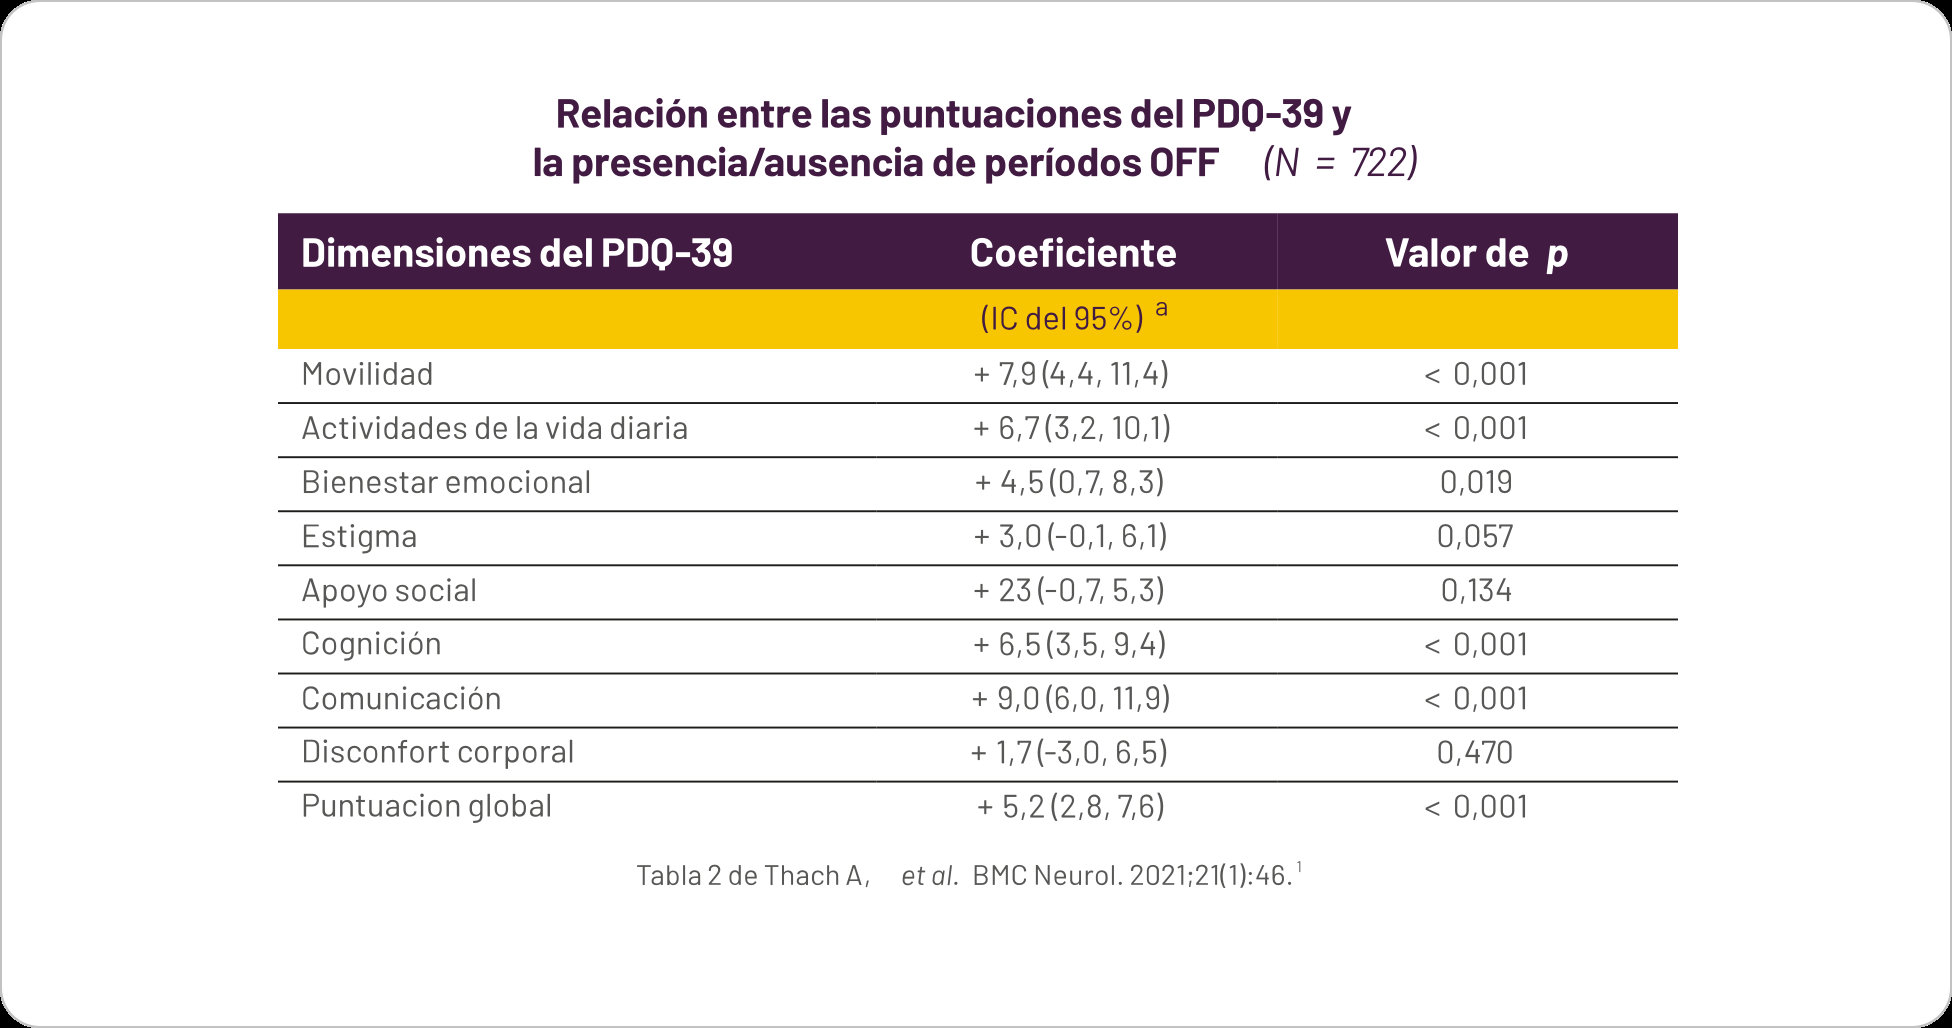 Relación entre las puntuaciones del PDQ-39 y
la presencia/ausencia de períodos OFF (N = 722)
Dimensiones del PDQ-39 Coeficiente Valor de p
(IC del 95%) a
Movilidad + 7,9 (4,4, 11,4) < 0,001
Actividades de la vida diaria + 6,7 (3,2, 10,1) < 0,001
Bienestar emocional + 4,5 (0,7, 8,3) 0,019
Estigma + 3,0 (-0,1, 6,1) 0,057
Apoyo social + 23 (-0,7, 5,3) 0,134
Cognición + 6,5 (3,5, 9,4) < 0,001
Comunicación + 9,0 (6,0, 11,9) < 0,001
Disconfort corporal + 1,7 (-3,0, 6,5) 0,470
Puntuacion global + 5,2 (2,8, 7,6) < 0,001
Tabla 2 de Thach A, et al. BMC Neurol. 2021;21(1):46. 1